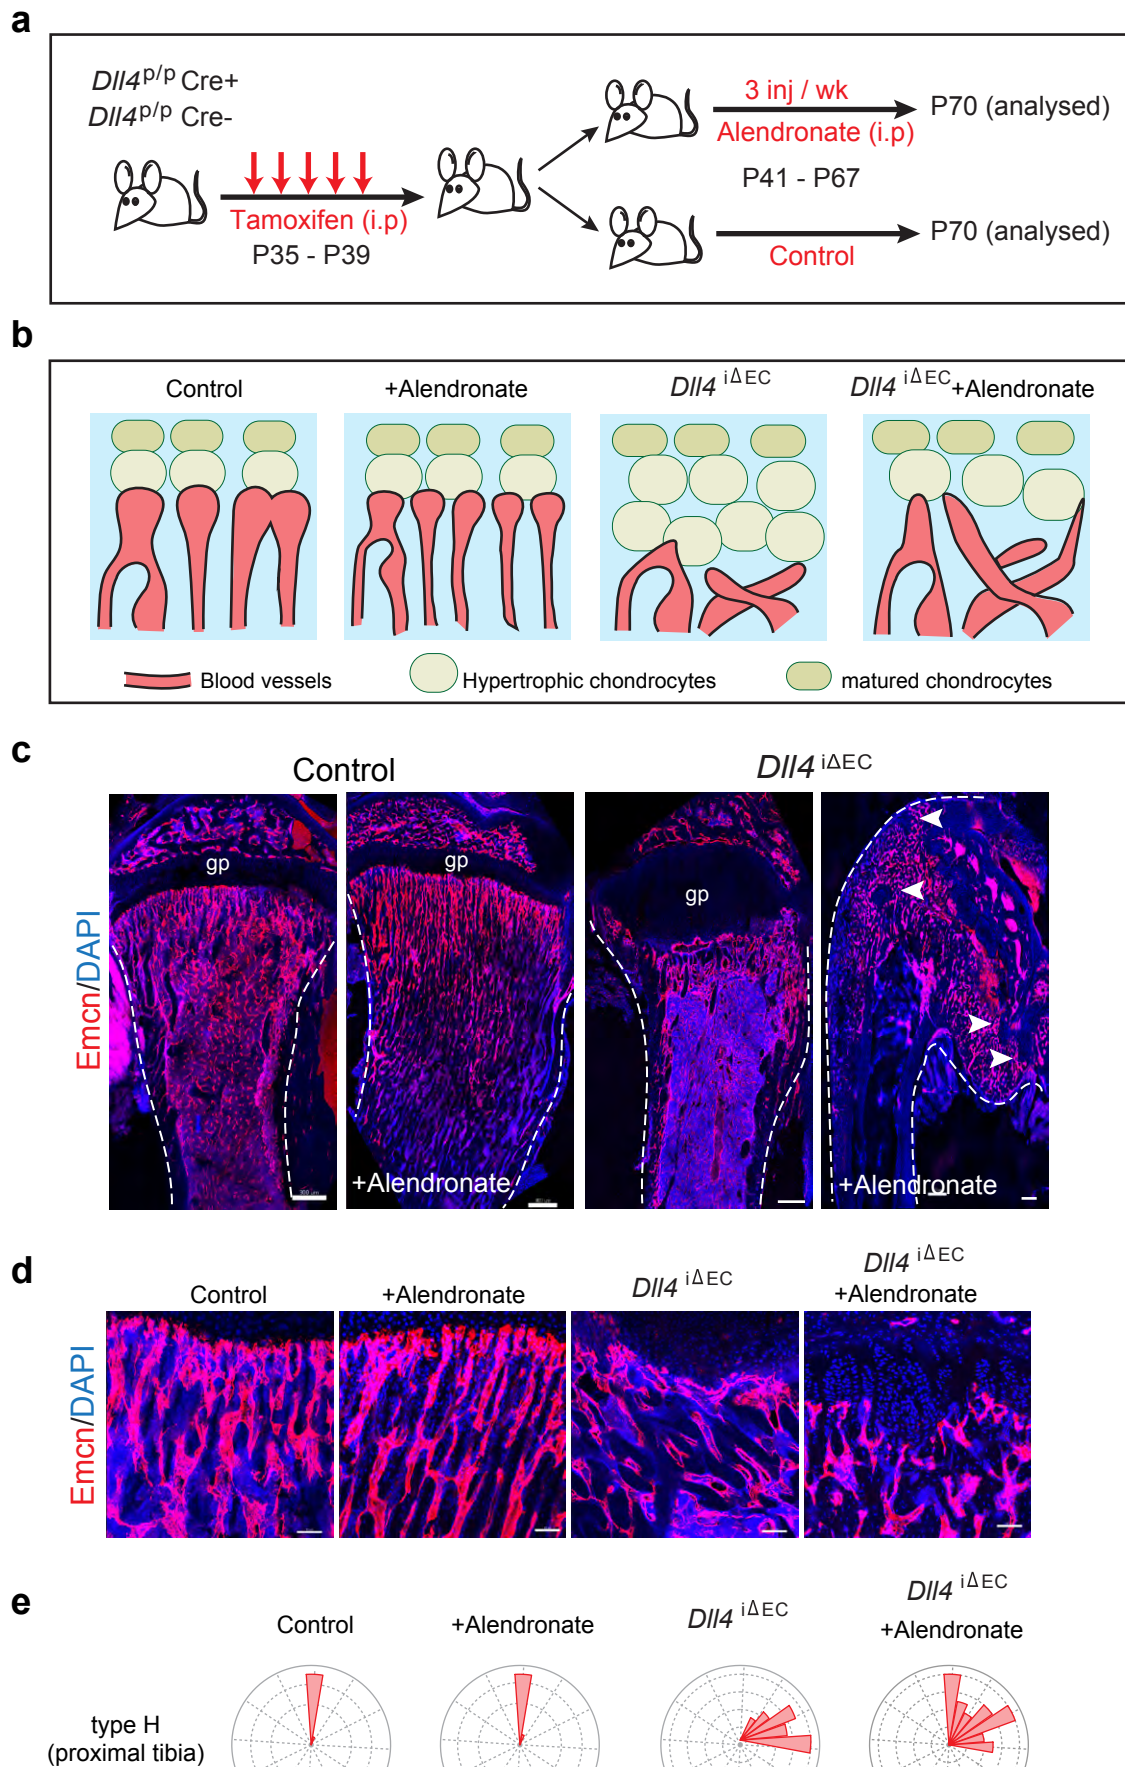 a
Dll4p/p Cre+
Dll4p/p Cre-
Tamoxifen (i.p)
P35 - P39
3 inj / wk
Alendronate (i.p)
P41 - P67
P70 (analysed)
Control
P70 (analysed)
b
Control
+Alendronate
Dll4 iΔEC
Dll4 iΔEC+Alendronate
Blood vessels
Hypertrophic chondrocytes
matured chondrocytes
c
Control
Dll4 iΔEC
Emcn/DAPI
gp
gp
+Alendronate
gp
+Alendronate
d
Control
+Alendronate
Dll4 iΔEC
Dll4 iΔEC
+Alendronate
Emcn/DAPI
e
Control
+Alendronate
Dll4 iΔEC
Dll4 iΔEC
+Alendronate
type H
(proximal tibia)